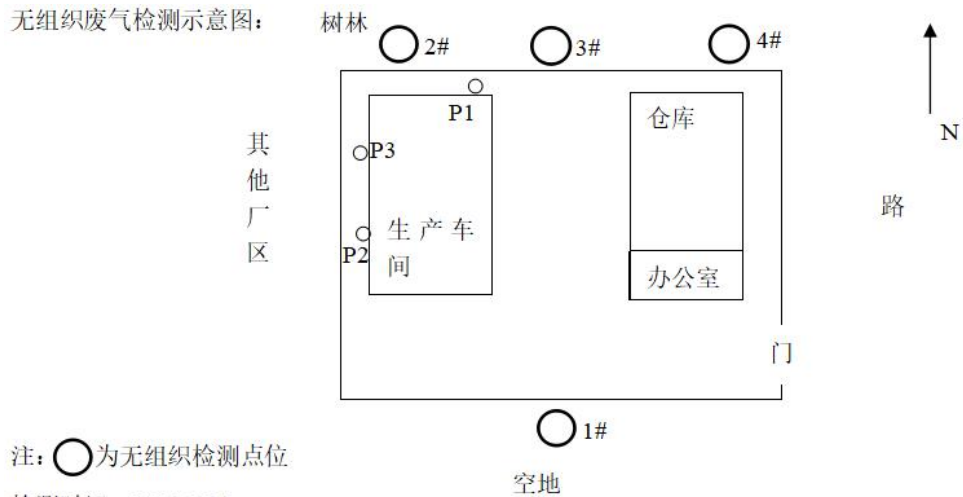 无组织废气检测示意图：
树林
2#
3#
4#
P1
仓库
N
其他厂区
P3
路
生产车间
P2
办公室
门
1#
注：○为无组织检测点位
空地